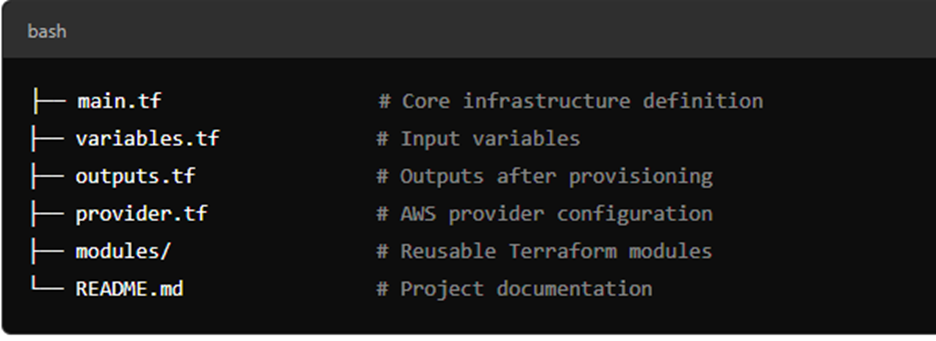 bash
├── main.tf                  # Core infrastructure definition
├── variables.tf             # Input variables
├── outputs.tf               # Outputs after provisioning
├── provider.tf              # AWS provider configuration
├── modules/                 # Reusable Terraform modules
└── README.md                # Project documentation